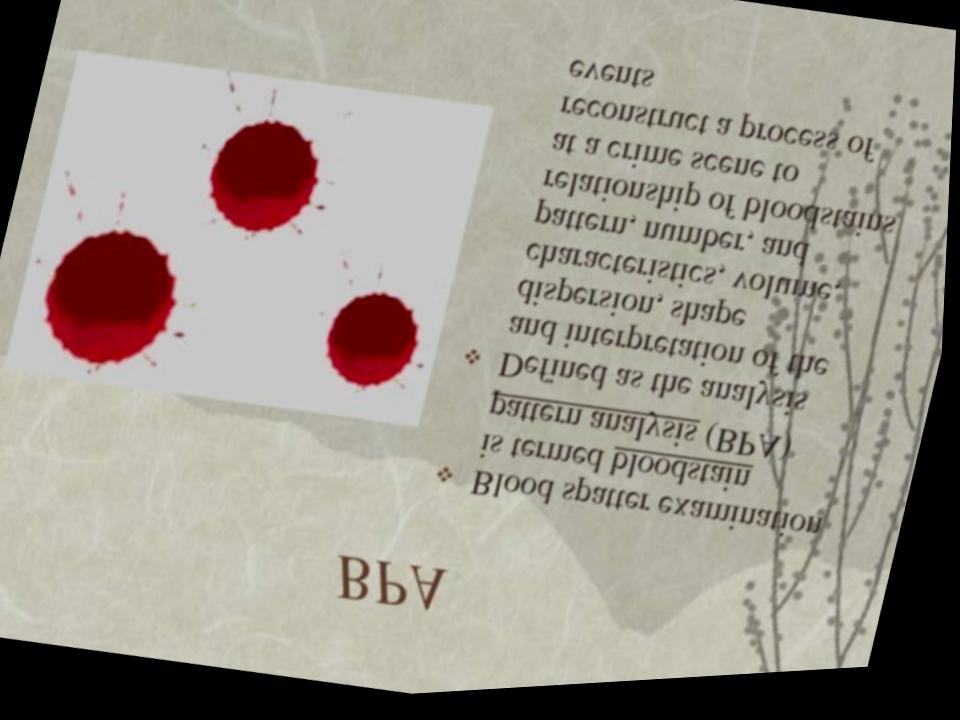 BPA
Blood spatter examination
is termed bloodstain
pattern analysis (BPA)
Defined as the analysis
and interpretation of the
dispersion, shape
characteristics, volume,
pattern, number, and
relationship of bloodstains
at a crime scene to
reconstruct a process of
events